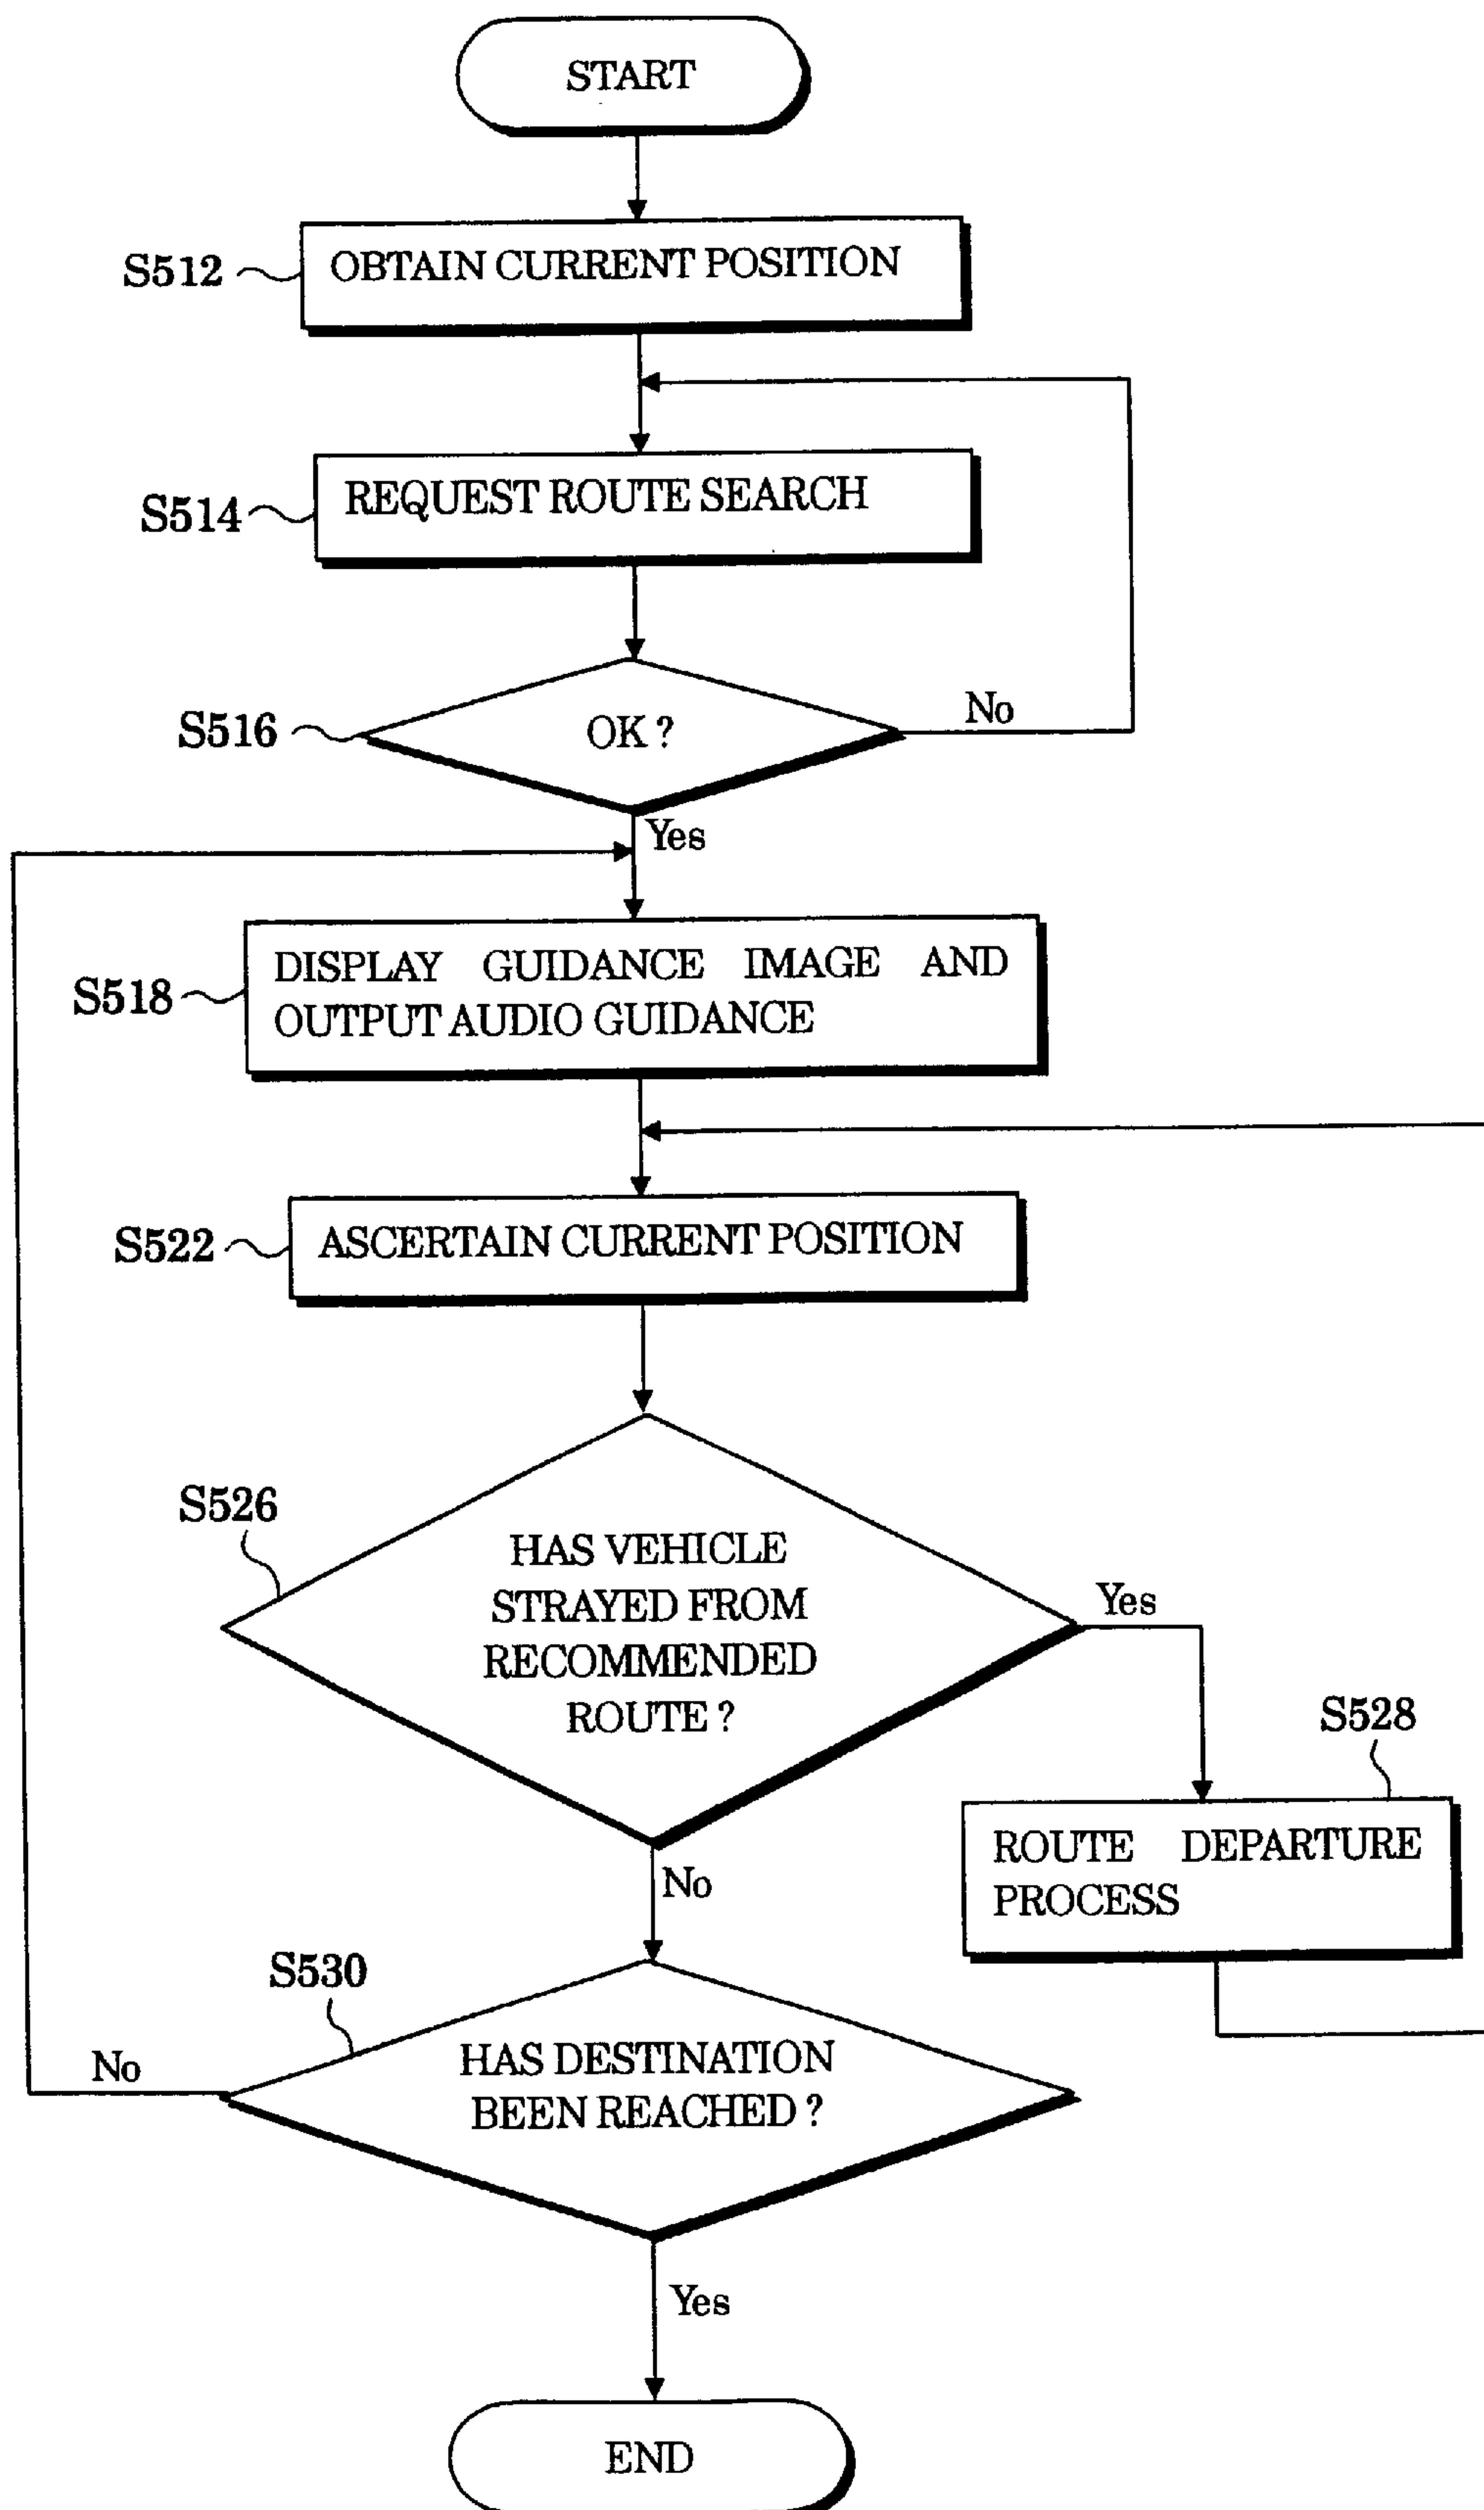 START
S512
OBTAIN CURRENT POSITION
S514
REQUEST ROUTE SEARCH
S516
OK ?
No
Yes
S518
DISPLAY GUIDANCE IMAGE AND
OUTPUT AUDIO GUIDANCE
S522
ASCERTAIN CURRENT POSITION
S526
HAS VEHICLE
STRAYED FROM
RECOMMENDED
ROUTE ?
Yes
No
S528
ROUTE DEPARTURE
PROCESS
S530
HAS DESTINATION
BEEN REACHED ?
No
Yes
END